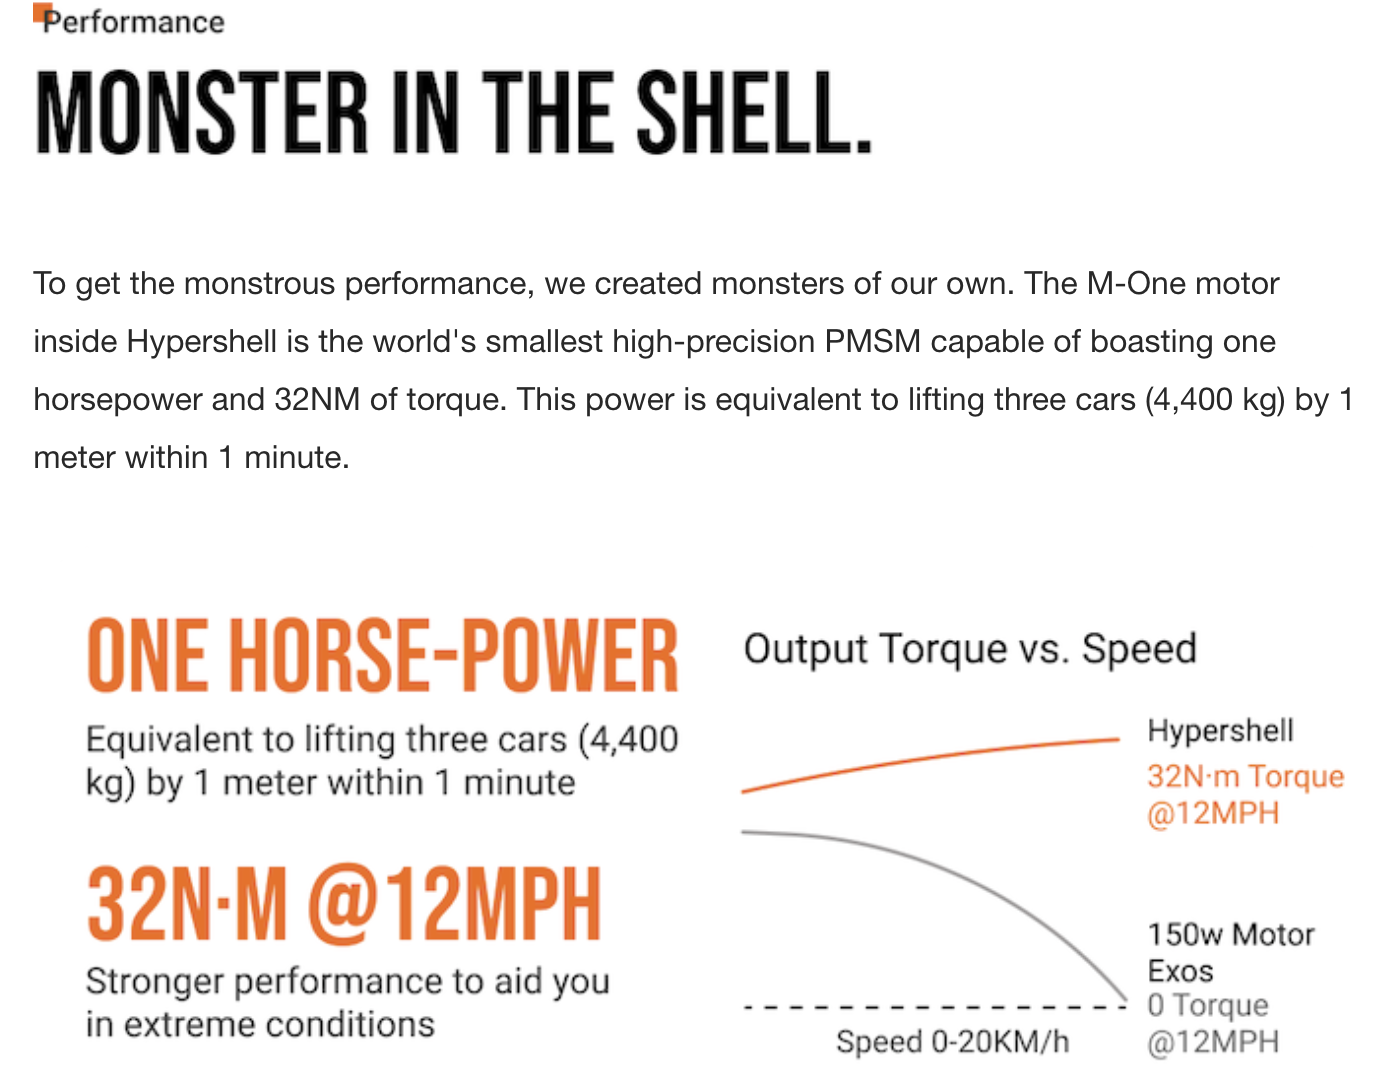 Performance
MONSTER IN THE SHELL.
To get the monstrous performance, we created monsters of our own. The M-One motor
inside Hypershell is the world's smallest high-precision PMSM capable of boasting one
horsepower and 32NM of torque. This power is equivalent to lifting three cars (4,400 kg) by 1
meter within 1 minute.
ONE HORSE-POWER
Equivalent to lifting three cars (4,400
kg) by 1 meter within 1 minute
32N·M @12MPH
Stronger performance to aid you
in extreme conditions
Output Torque vs. Speed
Hypershell
32N·m Torque
@12MPH
150w Motor
Exos
0 Torque
@12MPH
Speed 0-20KM/h